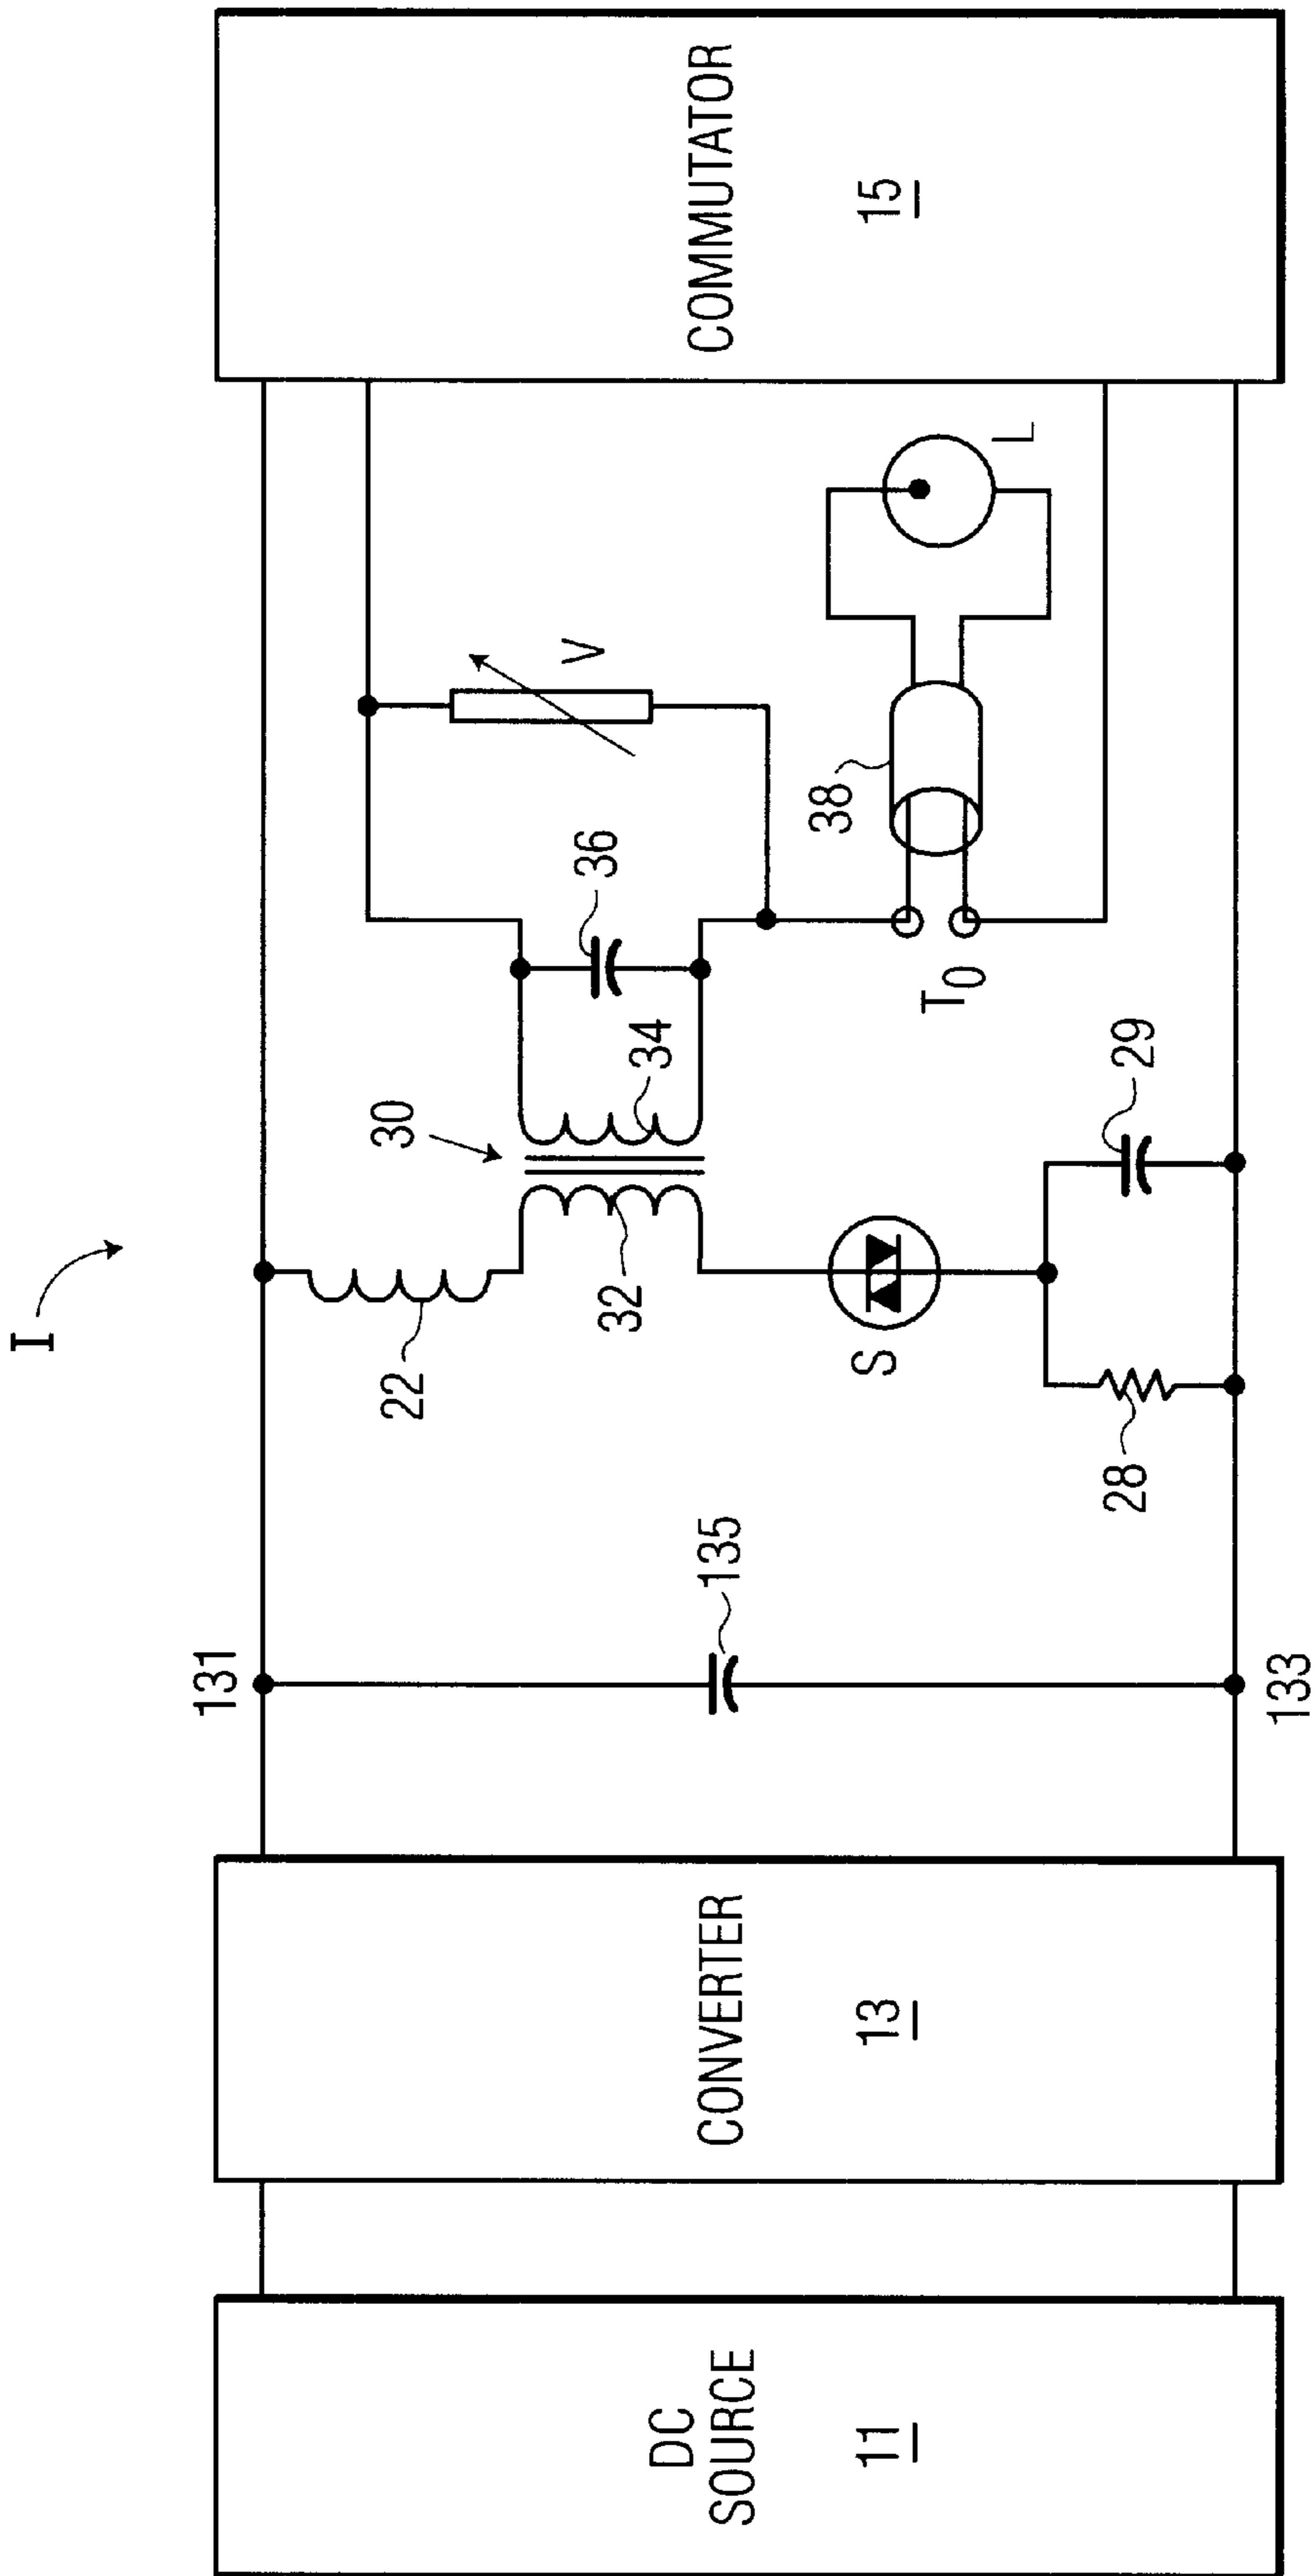 I
DC
SOURCE
11
CONVERTER
13
131
133
135
22
30
32
34
36
S
28
29
V
38
T0
L
COMMUTATOR
15